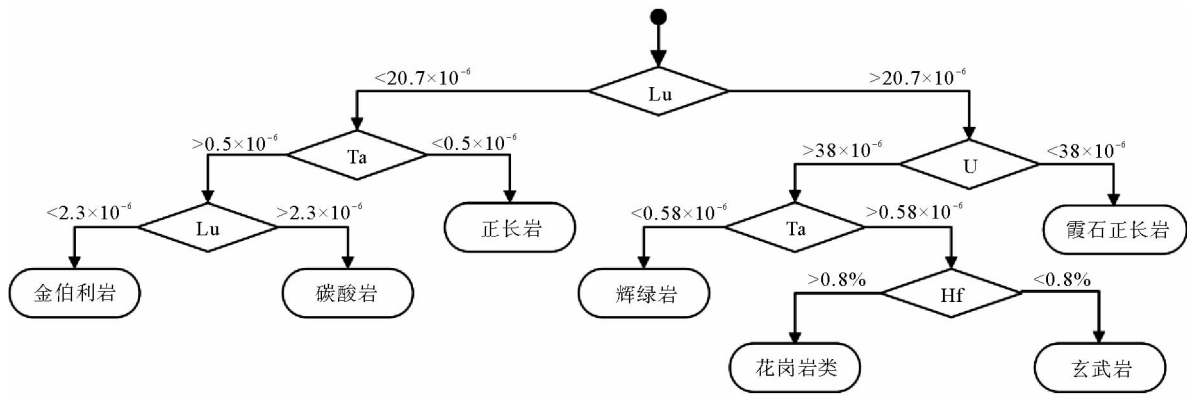 <20.7×10⁻⁶
>20.7×10⁻⁶
Lu
>0.5×10⁻⁶
<0.5×10⁻⁶
Ta
>38×10⁻⁶
<38×10⁻⁶
U
<2.3×10⁻⁶
>2.3×10⁻⁶
Lu
正长岩
<0.58×10⁻⁶
>0.58×10⁻⁶
Ta
霞石正长岩
金伯利岩
碳酸岩
辉绿岩
>0.8%
<0.8%
Hf
花岗岩类
玄武岩